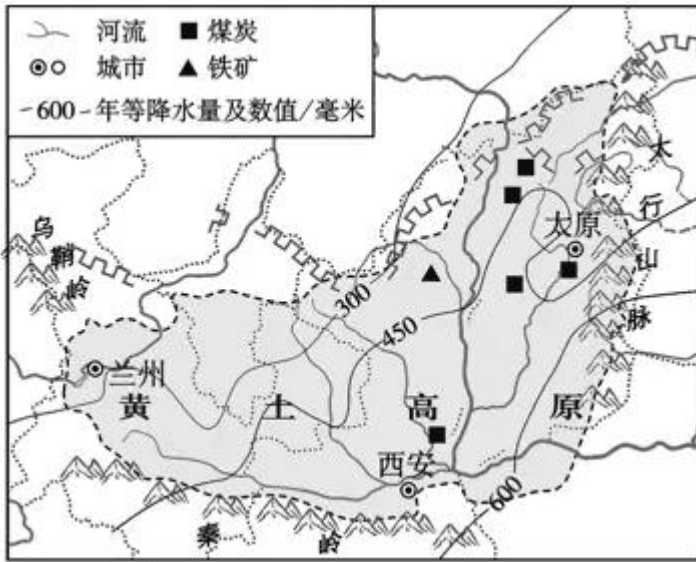 河流 煤炭
城市 铁矿
-600-年等降水量及数值/毫米
太行山脉
乌鞘岭
太原
300
450
兰州
黄土高原
西安
600
秦岭